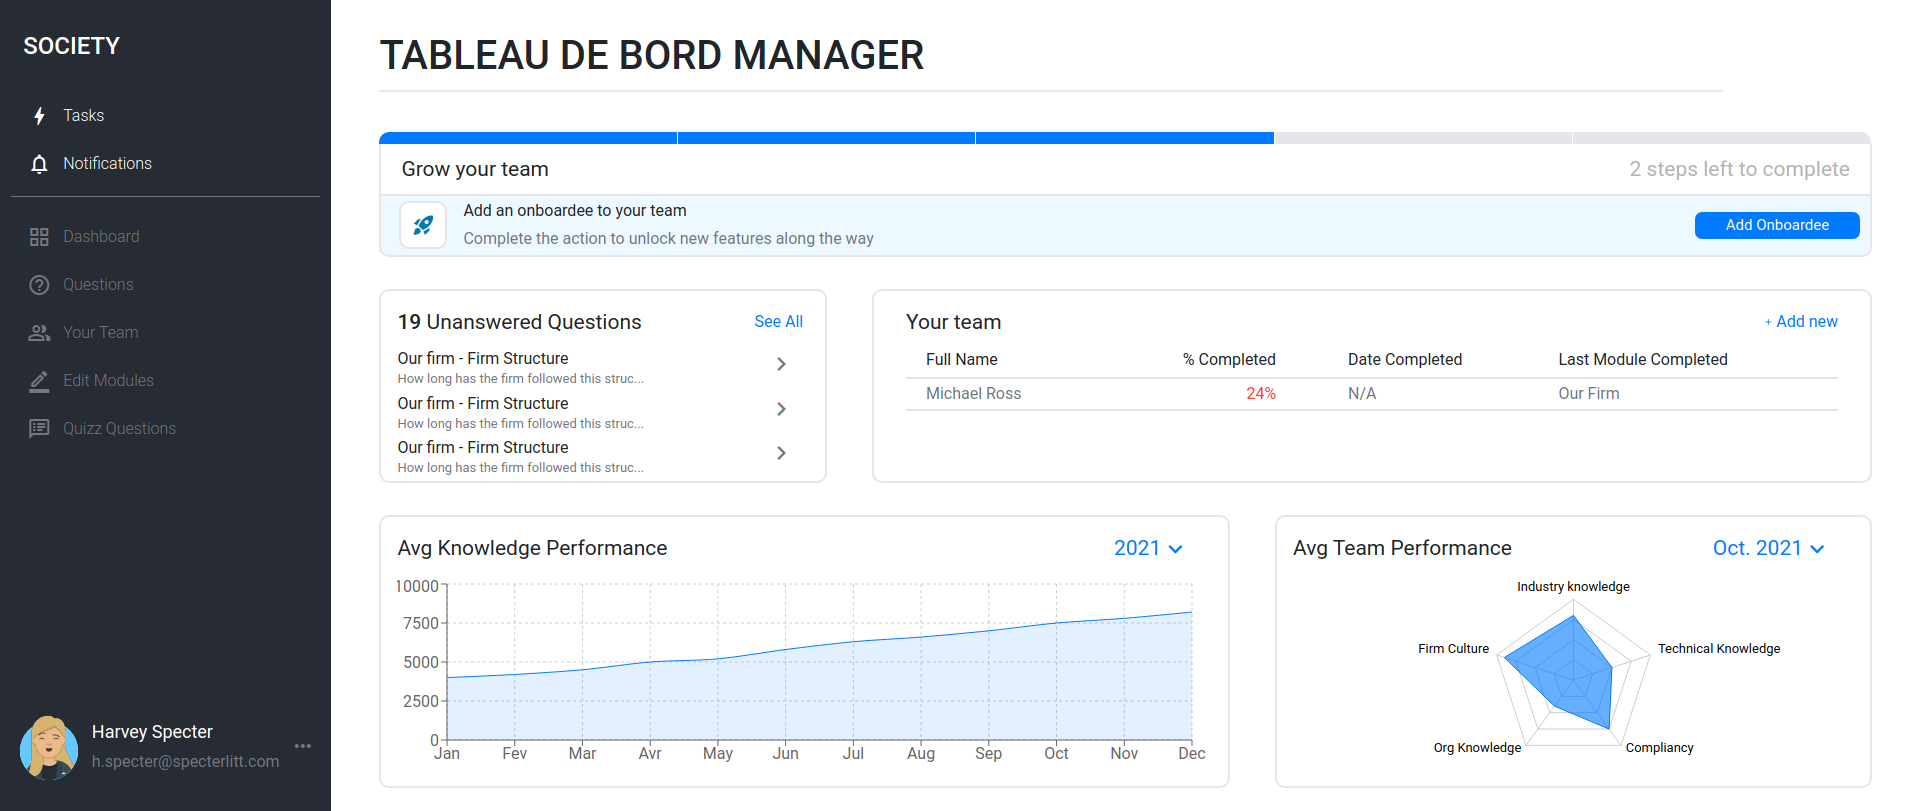 SOCIETY
Tasks
Notifications
Dashboard
Questions
Your Team
Edit Modules
Quizz Questions
Harvey Specter
h.specter@specterlitt.com
TABLEAU DE BORD MANAGER
Grow your team
2 steps left to complete
Add an onboardee to your team
Complete the action to unlock new features along the way
Add Onboardee
19 Unanswered Questions
See All
Our firm - Firm Structure
How long has the firm followed this struc...
Our firm - Firm Structure
How long has the firm followed this struc...
Our firm - Firm Structure
How long has the firm followed this struc...
Your team
+ Add new
Full Name % Completed Date Completed Last Module Completed
Michael Ross 24% N/A Our Firm
Avg Knowledge Performance
2021
10000
7500
5000
2500
0
Jan Fev Mar Avr May Jun Jul Aug Sep Oct Nov Dec
Avg Team Performance
Oct. 2021
Industry knowledge
Firm Culture
Technical Knowledge
Org Knowledge
Compliancy